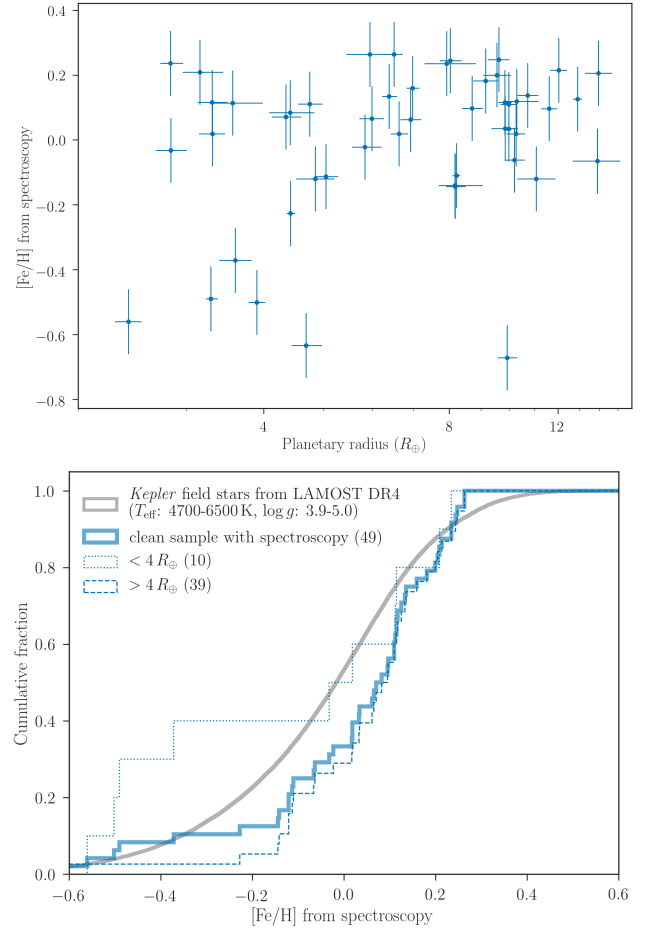 0.4
0.2
0.0
−0.2
−0.4
−0.6
−0.8
[Fe/H] from spectroscopy
4
8
12
Planetary radius (R⊕)
1.0
0.8
0.6
0.4
0.2
0.0
Cumulative fraction
Kepler field stars from LAMOST DR4
(Teff: 4700-6500 K, log g: 3.9-5.0)
clean sample with spectroscopy (49)
< 4 R⊕ (10)
> 4 R⊕ (39)
−0.6
−0.4
−0.2
0.0
0.2
0.4
0.6
[Fe/H] from spectroscopy